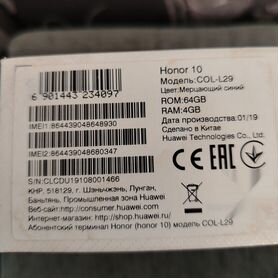 Honor 10
Модель: COL-L29
Цвет: Мерцающий синий
ROM:64GB
RAM:4GB
Дата производства: 01/19
Сделано в Китае
Huawei Technologies Co., Ltd.
6 901443 234097
IMEI1:864439048648930
IMEI2:864439048680347
S/N:CLCDU19108001466
КНР, 518129, г. Шэньчжэнь, Лунган,
Баньтянь, Промышленная зона Huawei
Веб-сайт: http://consumer.huawei.com
Интернет-магазин: http://shop.huawei.ru
Абонентский терминал Honor (honor 10) модель COL-L29
CE
EAC